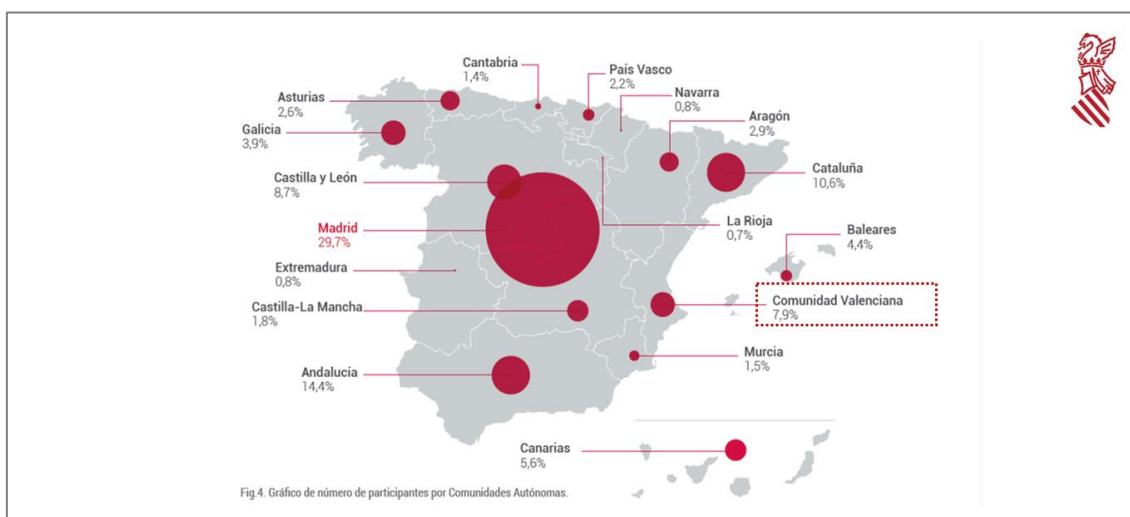 Cantabria
1,4%
País Vasco
2,2%
Navarra
0,8%
Asturias
2,6%
Aragón
2,9%
Galicia
3,9%
Castilla y León
8,7%
Cataluña
10,6%
Madrid
29,7%
La Rioja
0,7%
Baleares
4,4%
Extremadura
0,8%
Comunidad Valenciana
7,9%
Castilla-La Mancha
1,8%
Murcia
1,5%
Andalucía
14,4%
Canarias
5,6%
Fig.4. Gráfico de número de participantes por Comunidades Autónomas.